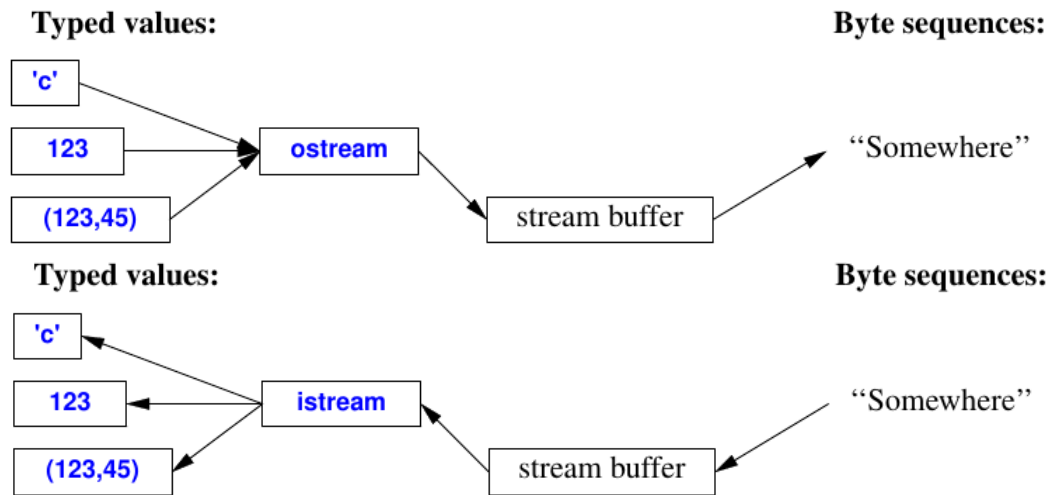 Typed values:
Byte sequences:
'c'
123
ostream
“Somewhere”
(123,45)
stream buffer
Typed values:
Byte sequences:
'c'
123
istream
“Somewhere”
(123,45)
stream buffer